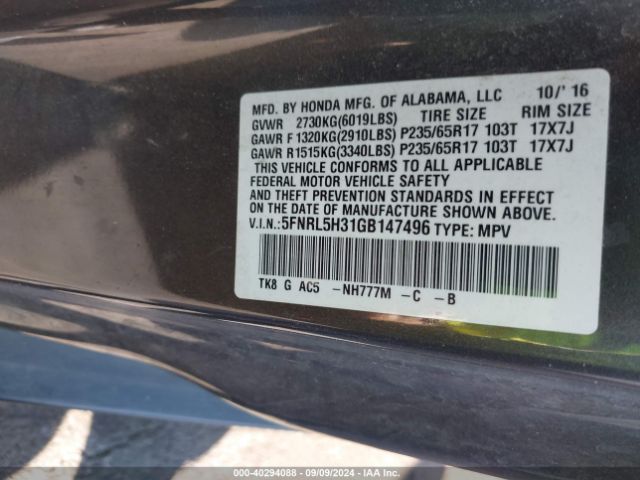 MFD. BY HONDA MFG. OF ALABAMA, LLC 10/'16
GVWR 2730KG(6019LBS) TIRE SIZE RIM SIZE
GAWR F 1320KG(2910LBS) P235/65R17 103T 17X7J
GAWR R1515KG(3340LBS) P235/65R17 103T 17X7J
THIS VEHICLE CONFORMS TO ALL APPLICABLE
FEDERAL MOTOR VEHICLE SAFETY
AND THEFT PREVENTION STANDARDS IN EFFECT
ON THE DATE OF MANUFACTURE SHOWN ABOVE.
V.I.N.: 5FNRL5H31GB147496 TYPE: MPV
TK8 G AC5 -NH777M -C -B
000-40294088 - 09/09/2024 - IAA Inc.